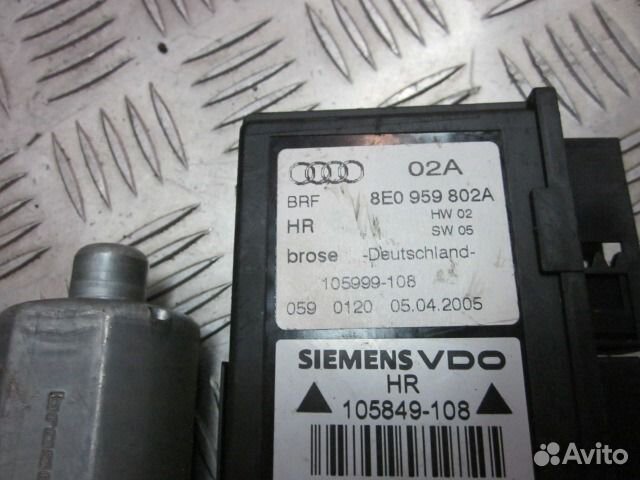 02A
BRF 8E0 959 802A
HR HW 02
SW 05
brose -Deutschland-
105999-108
059 0120 05.04.2005
SIEMENS VDO
HR
105849-108
brose
Avito